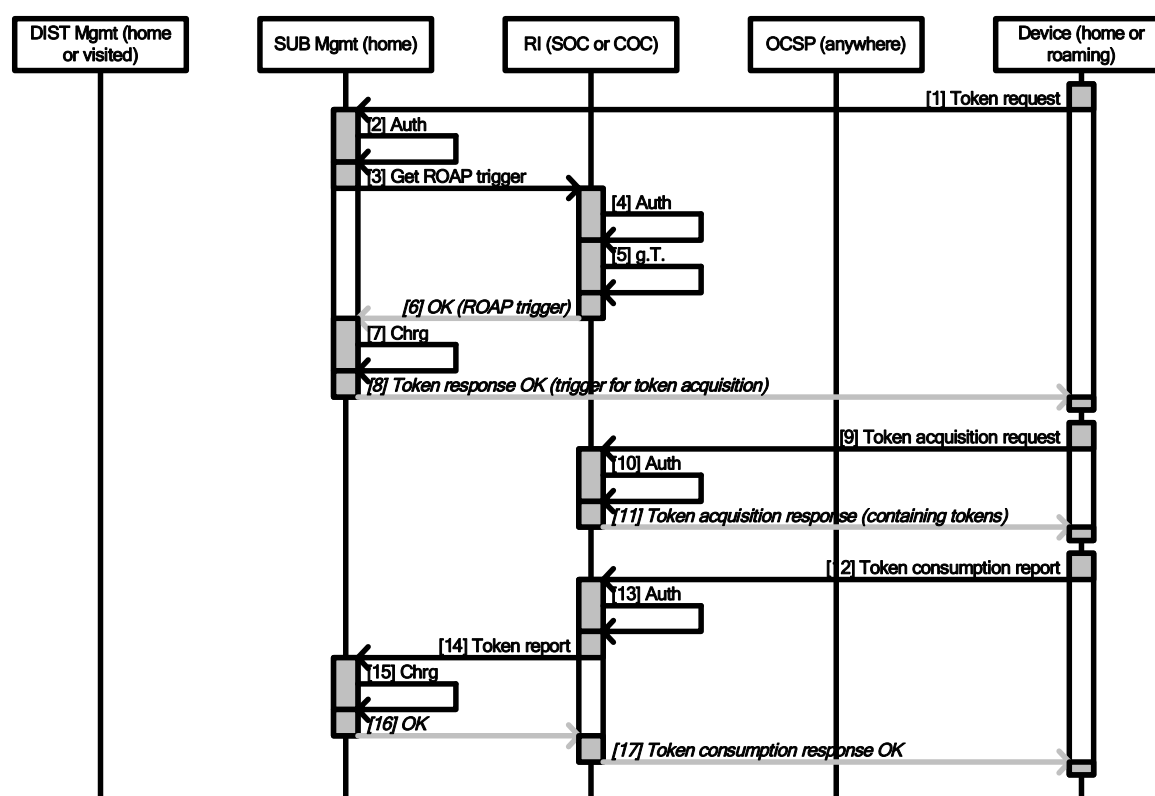 DIST Mgmt (home
or visited)
SUB Mgmt (home)
RI (SOC or COC)
OCSP (anywhere)
Device (home or
roaming)
[1] Token request
[2] Auth
[3] Get ROAP trigger
[4] Auth
[5] g.T.
[6] OK (ROAP trigger)
[7] Chrg
[8] Token response OK (trigger for token acquisition)
[9] Token acquisition request
[10] Auth
[11] Token acquisition response (containing tokens)
[12] Token consumption report
[13] Auth
[14] Token report
[15] Chrg
[16] OK
[17] Token consumption response OK